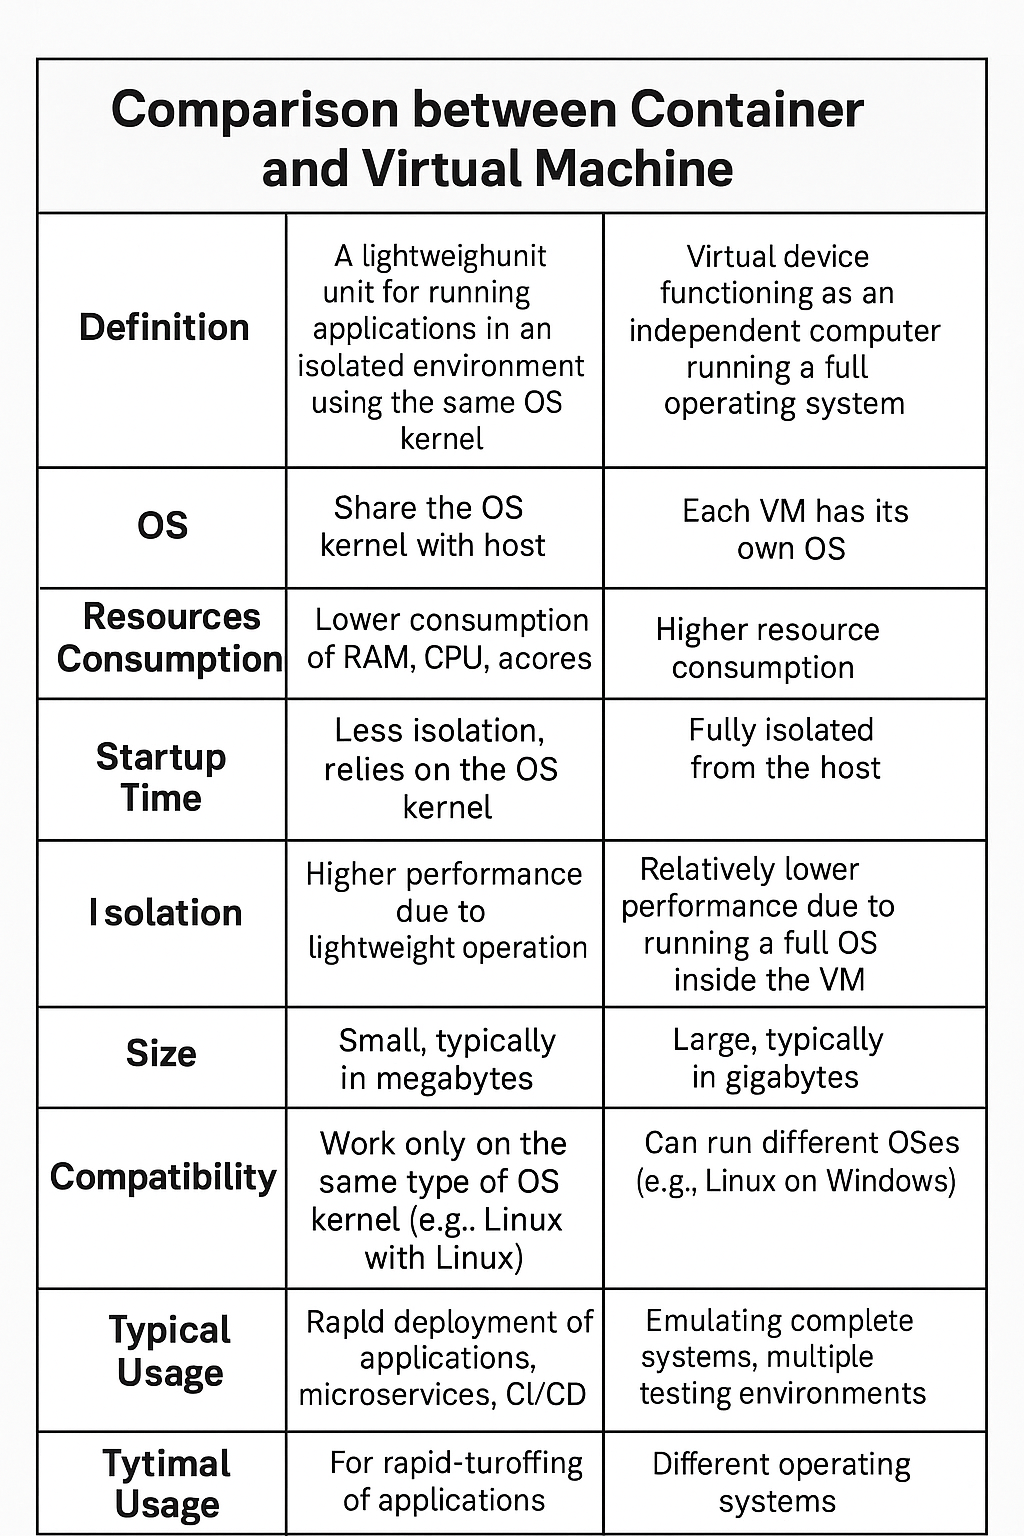 Comparison between Container
and Virtual Machine
Definition
A lightweighunit
unit for running
applications in an
isolated environment
using the same OS
kernel
Virtual device
functioning as an
independent computer
running a full
operating system
OS
Share the OS
kernel with host
Each VM has its
own OS
Resources
Consumption
Lower consumption
of RAM, CPU, acores
Higher resource
consumption
Startup
Time
Less isolation,
relies on the OS
kernel
Fully isolated
from the host
Isolation
Higher performance
due to
lightweight operation
Relatively lower
performance due to
running a full OS
inside the VM
Size
Small, typically
in megabytes
Large, typically
in gigabytes
Compatibility
Work only on the
same type of OS
kernel (e.g.. Linux
with Linux)
Can run different OSes
(e.g., Linux on Windows)
Typical
Usage
Rapld deployment of
applications,
microservices, CI/CD
Emulating complete
systems, multiple
testing environments
Tytimal
Usage
For rapid-turoffing
of applications
Different operating
systems